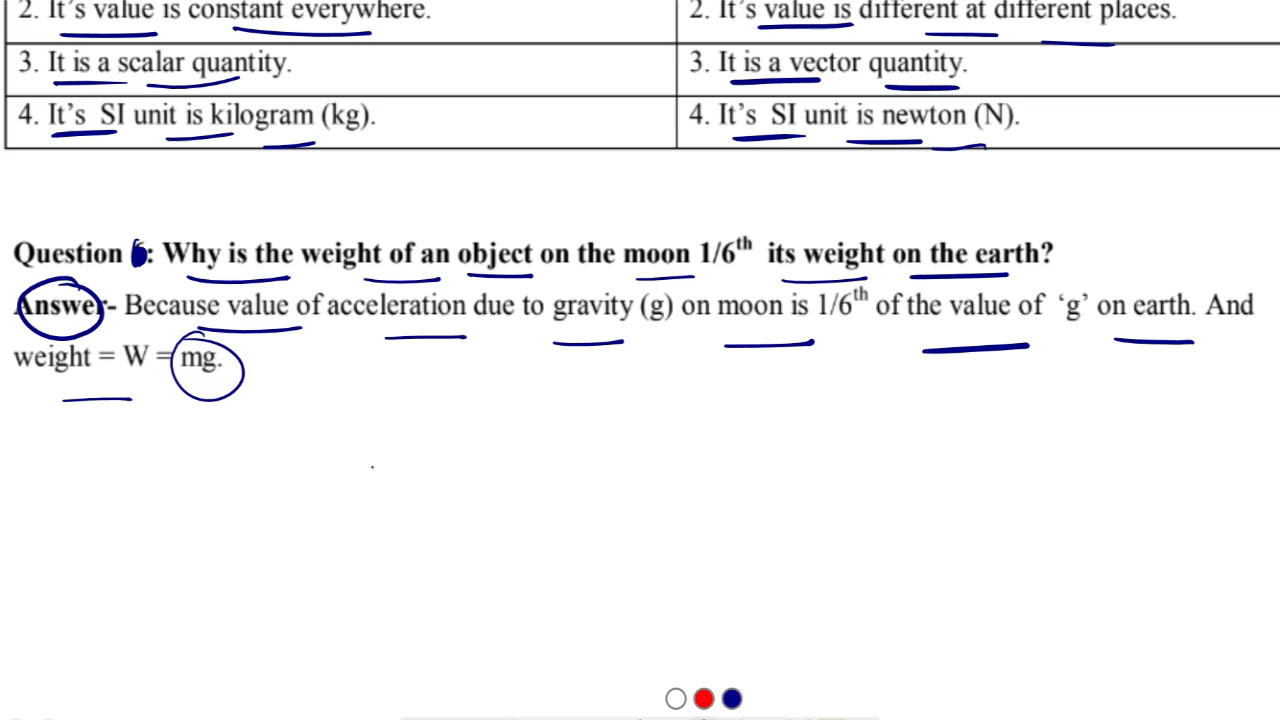 2. It's value is constant everywhere. 2. It's value is different at different places.
3. It is a scalar quantity. 3. It is a vector quantity.
4. It's SI unit is kilogram (kg). 4. It's SI unit is newton (N).
Question 6: Why is the weight of an object on the moon 1/6th its weight on the earth?
Answer- Because value of acceleration due to gravity (g) on moon is 1/6th of the value of 'g' on earth. And
weight = W = mg.